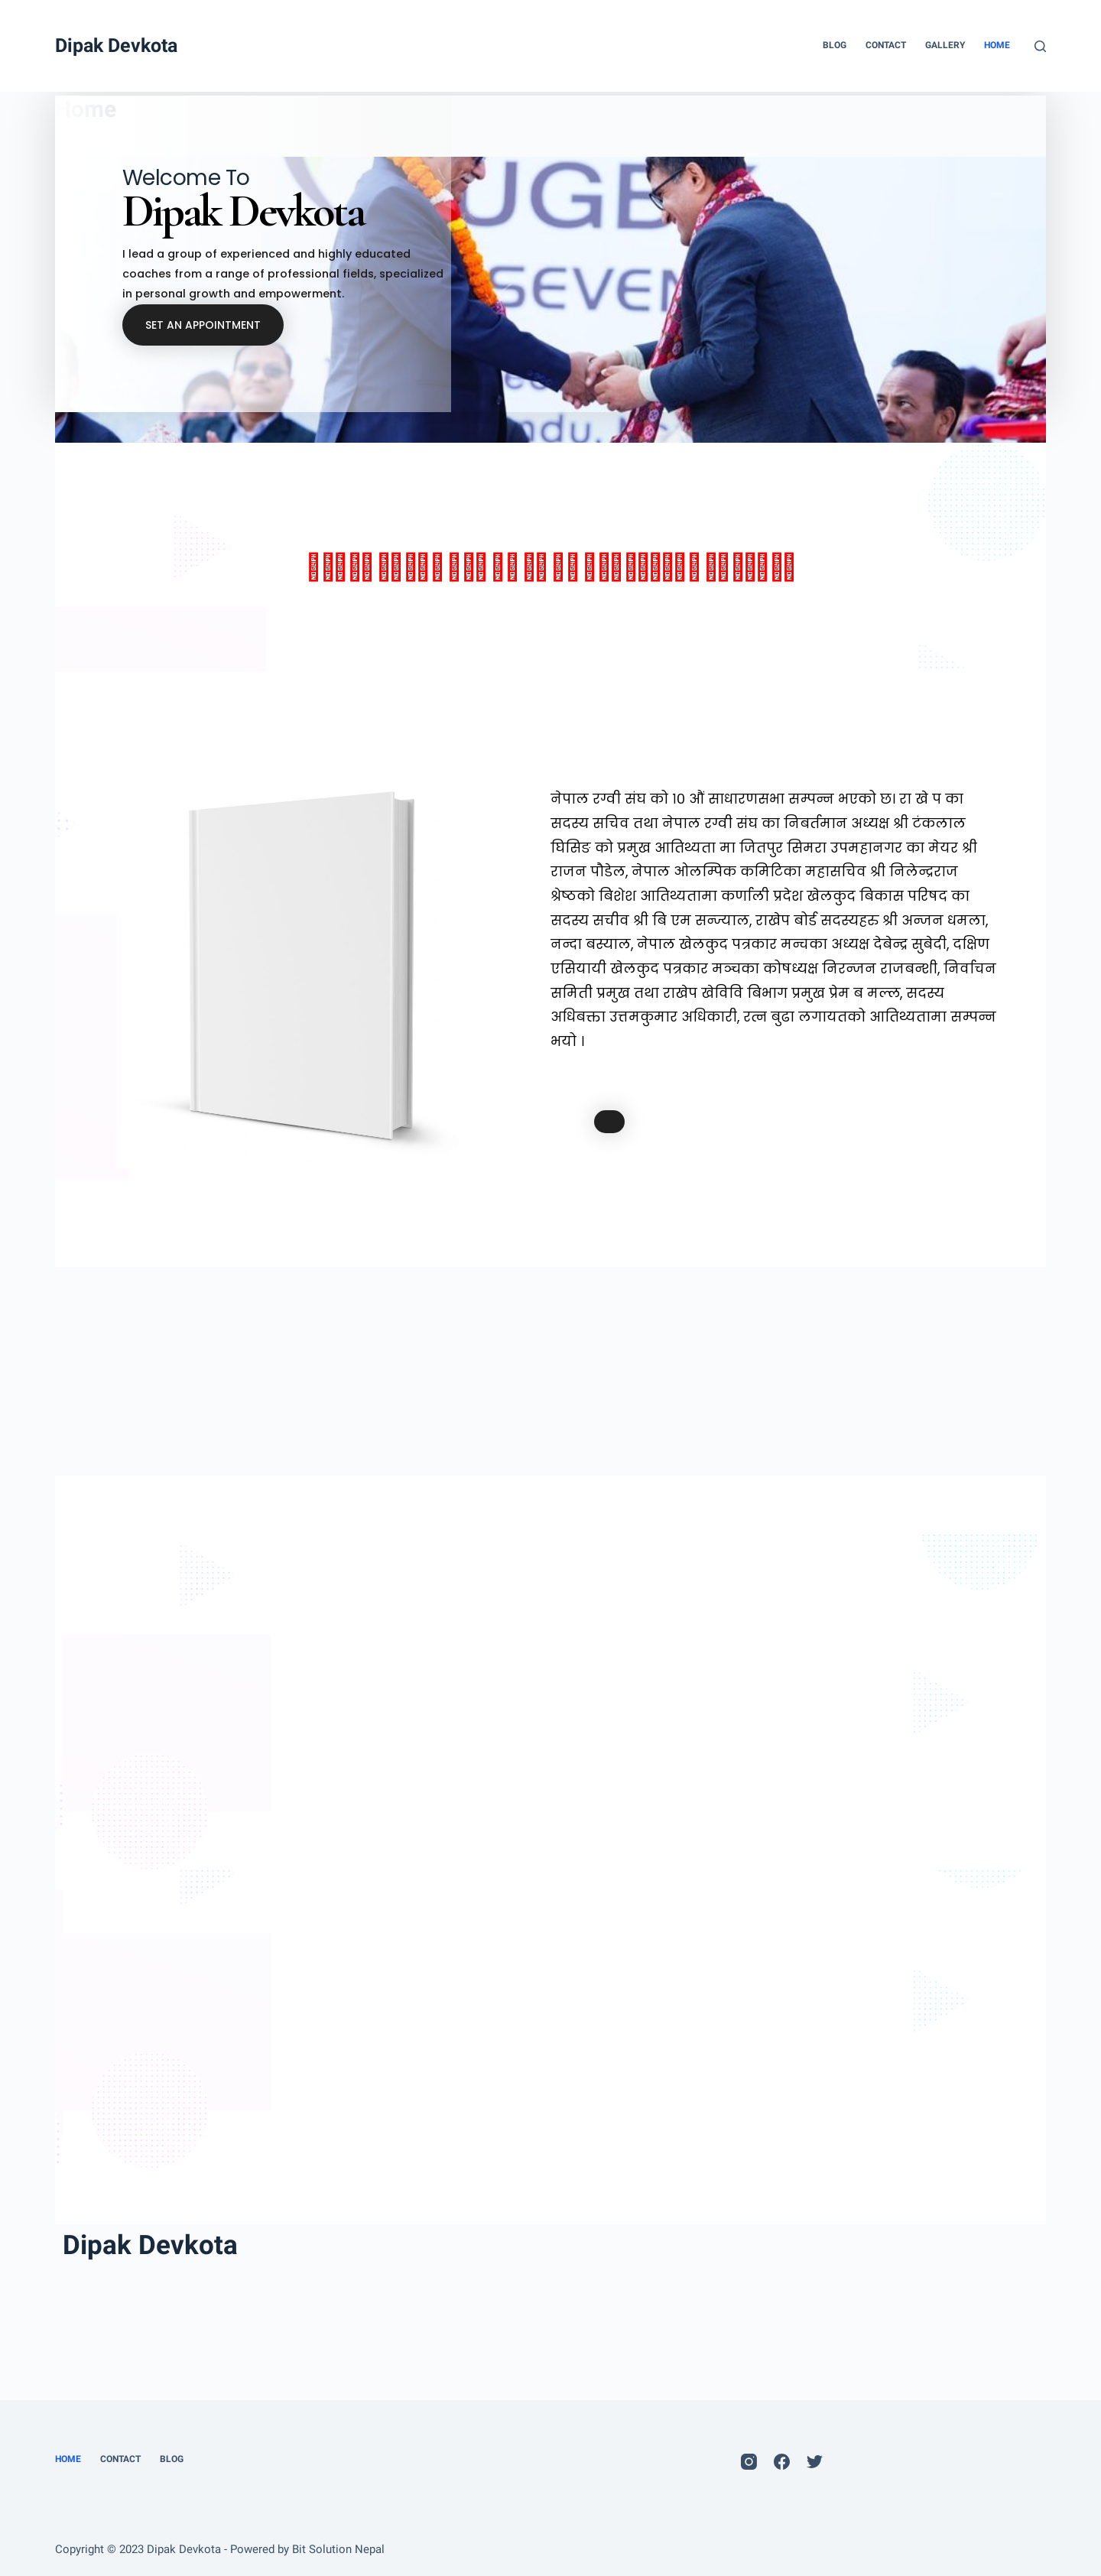 Dipak Devkota
BLOG CONTACT GALLERY HOME
Home
Welcome To
Dipak Devkota
UGB
SEVEN
I lead a group of experienced and highly educated
coaches from a range of professional fields, specialized
in personal growth and empowerment.
SET AN APPOINTMENT
नेपाल रग्वी संघ को १० औं साधारणसभा सम्पन्न भएको छ। रा खे प का
सदस्य सचिव तथा नेपाल रग्वी संघ का निबर्तमान अध्यक्ष श्री टंकलाल
घिसिङ को प्रमुख आतिथ्यता मा जितपुर सिमरा उपमहानगर का मेयर श्री
राजन पौडेल, नेपाल ओलम्पिक कमिटिका महासचिव श्री निलेन्द्रराज
श्रेष्ठको बिशेश आतिथ्यतामा कर्णाली प्रदेश खेलकुद बिकास परिषद का
सदस्य सचीव श्री बि एम सन्ज्याल, राखेप बोर्ड सदस्यहरु श्री अन्जन धमला,
नन्दा बस्याल, नेपाल खेलकुद पत्रकार मन्चका अध्यक्ष देबेन्द्र सुबेदी, दक्षिण
एसियायी खेलकुद पत्रकार मञ्चका कोषध्यक्ष निरन्जन राजबन्शी, निर्वाचन
समिती प्रमुख तथा राखेप खेविवि बिभाग प्रमुख प्रेम ब मल्ल, सदस्य
अधिबक्ता उत्तमकुमार अधिकारी, रत्न बुढा लगायतको आतिथ्यतामा सम्पन्न
भयो ।
Dipak Devkota
HOME CONTACT BLOG
Copyright © 2023 Dipak Devkota - Powered by Bit Solution Nepal